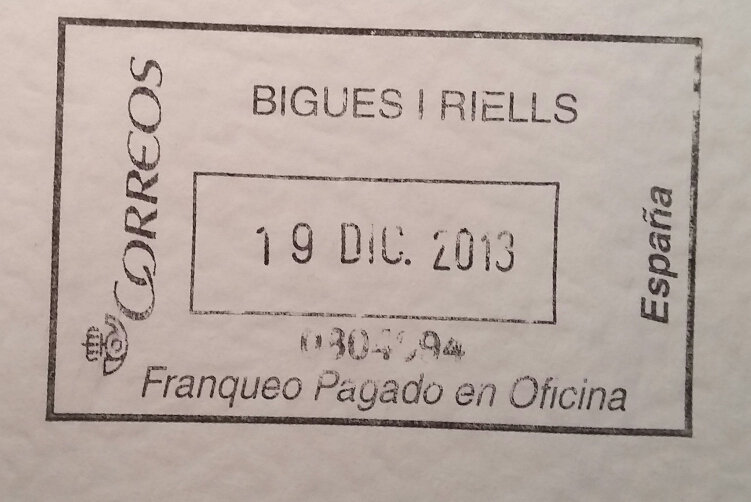 CORREOS
BIGUES I RIELLS
19 DIC. 2013
Franqueo Pagado en Oficina
España